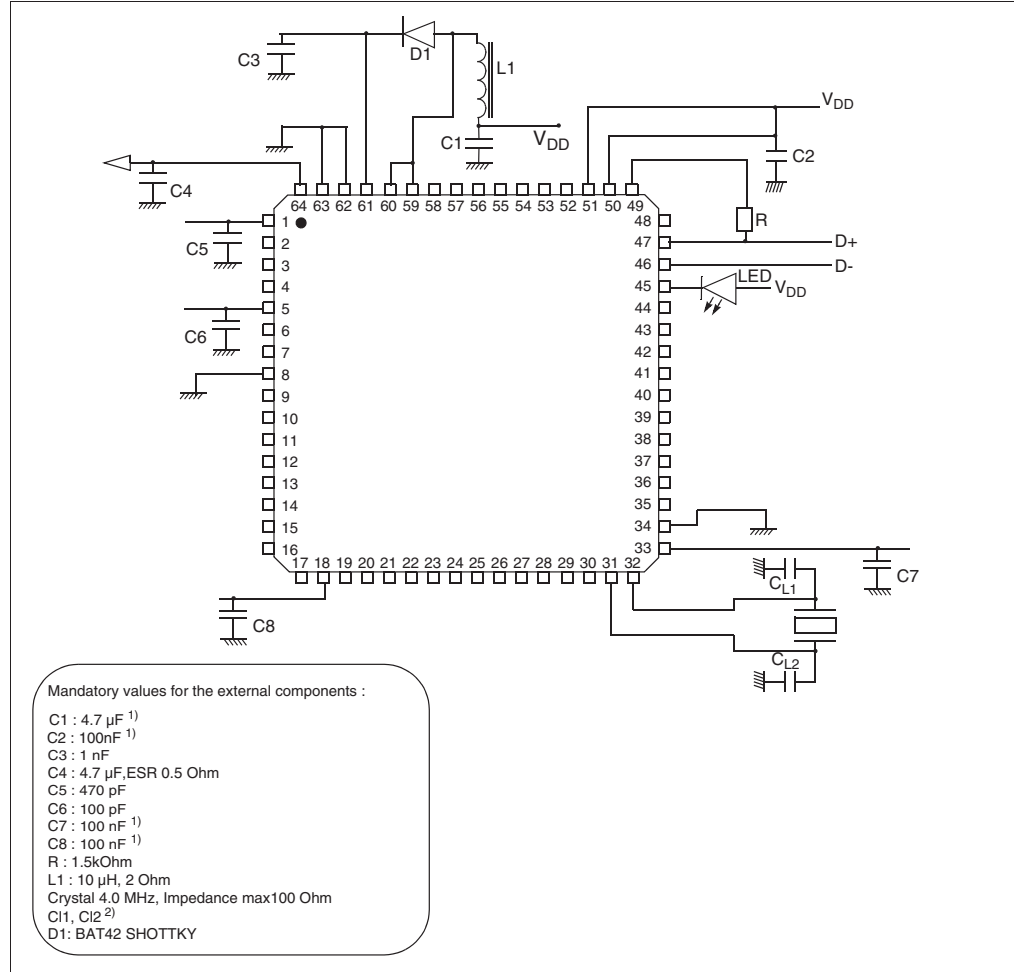 C3
D1
L1
C1
VDD
VDD
C2
C4
64 63 62 61 60 59 58 57 56 55 54 53 52 51 50 49
R
D+
D-
LED
VDD
C5
C6
1
2
3
4
5
6
7
8
9
10
11
12
13
14
15
16
48
47
46
45
44
43
42
41
40
39
38
37
36
35
34
33
17 18 19 20 21 22 23 24 25 26 27 28 29 30 31 32
C7
CL1
CL2
C8
Mandatory values for the external components :
C1 : 4.7 µF 1)
C2 : 100nF 1)
C3 : 1 nF
C4 : 4.7 µF,ESR 0.5 Ohm
C5 : 470 pF
C6 : 100 pF
C7 : 100 nF 1)
C8 : 100 nF 1)
R : 1.5kOhm
L1 : 10 µH, 2 Ohm
Crystal 4.0 MHz, Impedance max100 Ohm
Cl1, Cl2 2)
D1: BAT42 SHOTTKY